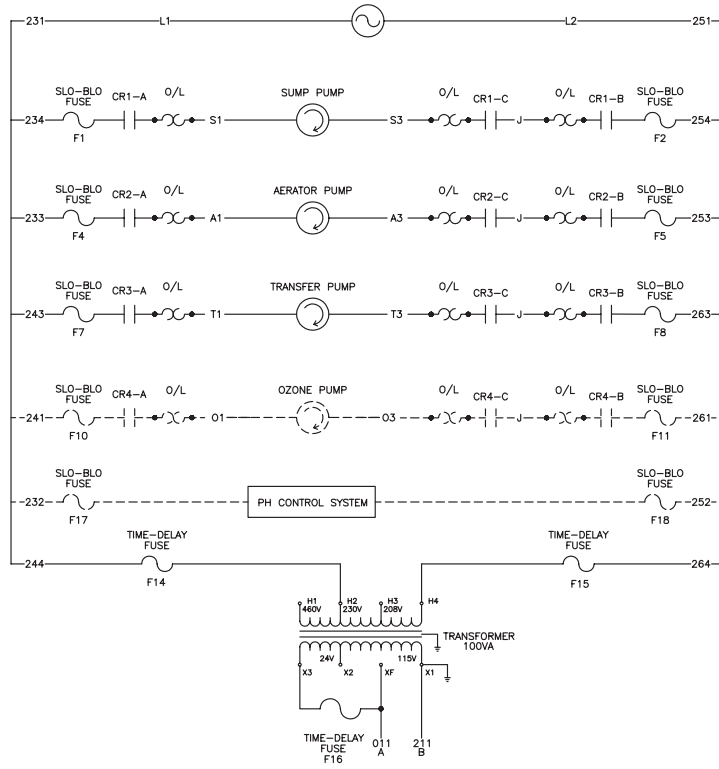 231 L1 L2 251
SLO-BLO FUSE CR1-A O/L SUMP PUMP O/L CR1-C O/L CR1-B SLO-BLO FUSE
234 S1 S3 J 254
F1 F2
SLO-BLO FUSE CR2-A O/L AERATOR PUMP O/L CR2-C O/L CR2-B SLO-BLO FUSE
233 A1 A3 J 253
F4 F5
SLO-BLO FUSE CR3-A O/L TRANSFER PUMP O/L CR3-C O/L CR3-B SLO-BLO FUSE
243 T1 T3 J 263
F7 F8
SLO-BLO FUSE CR4-A O/L OZONE PUMP O/L CR4-C O/L CR4-B SLO-BLO FUSE
241 O1 O3 J 261
F10 F11
SLO-BLO FUSE SLO-BLO FUSE
232 PH CONTROL SYSTEM 252
F17 F18
TIME-DELAY FUSE TIME-DELAY FUSE
244 264
F14 F15
H1 H2 H3 H4
460V 230V 208V
TRANSFORMER
100VA
24V 115V
X3 X2 XF X1
TIME-DELAY
FUSE
F16
011 211
A B